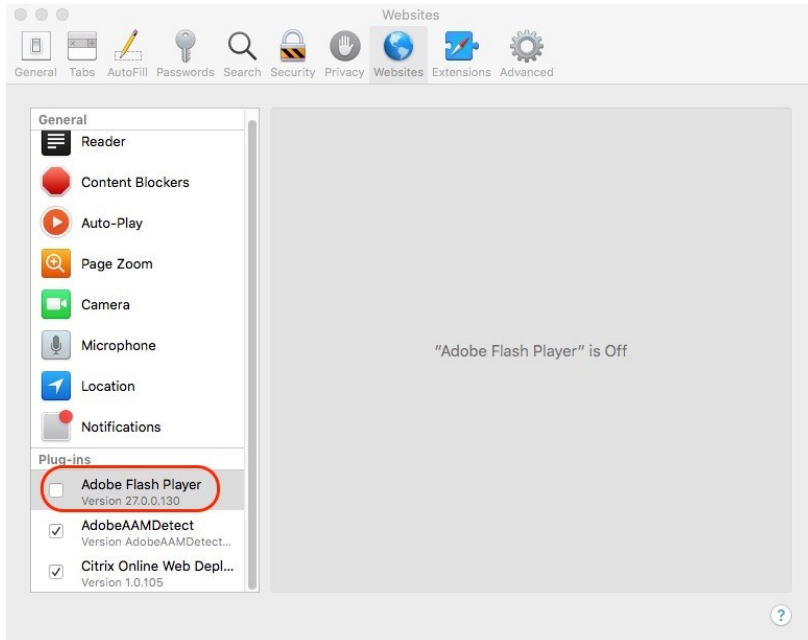 Websites
General Tabs AutoFill Passwords Search Security Privacy Websites Extensions Advanced
General
Reader
Content Blockers
Auto-Play
Page Zoom
Camera
Microphone
Location
Notifications
Plug-ins
Adobe Flash Player
Version 27.0.0.130
AdobeAAMDetect
Version AdobeAAMDetect...
Citrix Online Web Depl...
Version 1.0.105
"Adobe Flash Player" is Off
?